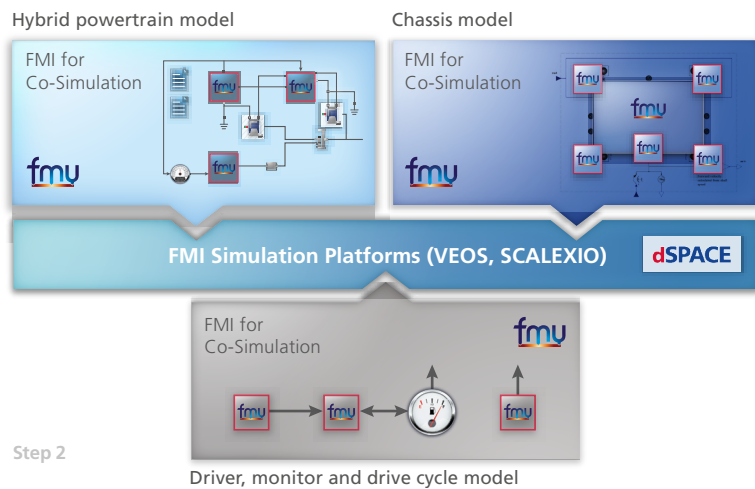 Hybrid powertrain model
Chassis model
FMI for
Co-Simulation
fmu
fmu
fmu
fmu
FMI for
Co-Simulation
fmu
fmu
fmu
fmu
fmu
fmu
fmu
fmu
FMI Simulation Platforms (VEOS, SCALEXIO)
dSPACE
FMI for
Co-Simulation
fmu
fmu
fmu
fmu
Step 2
Driver, monitor and drive cycle model